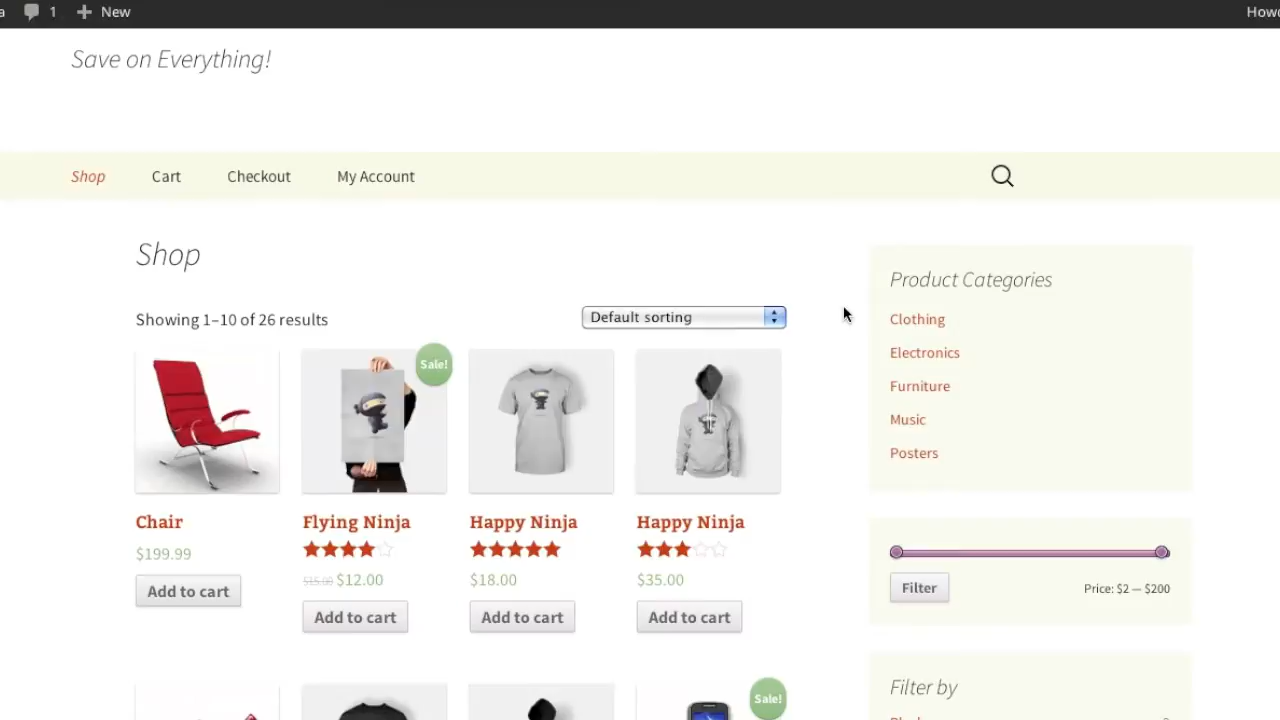 1 New
Save on Everything!
Shop Cart Checkout My Account
Shop
Showing 1–10 of 26 results
Default sorting
Sale!
Chair
$199.99
Add to cart
Flying Ninja
$15.00 $12.00
Add to cart
Happy Ninja
$18.00
Add to cart
Happy Ninja
$35.00
Add to cart
Sale!
Product Categories
Clothing
Electronics
Furniture
Music
Posters
Filter
Price: $2 — $200
Filter by